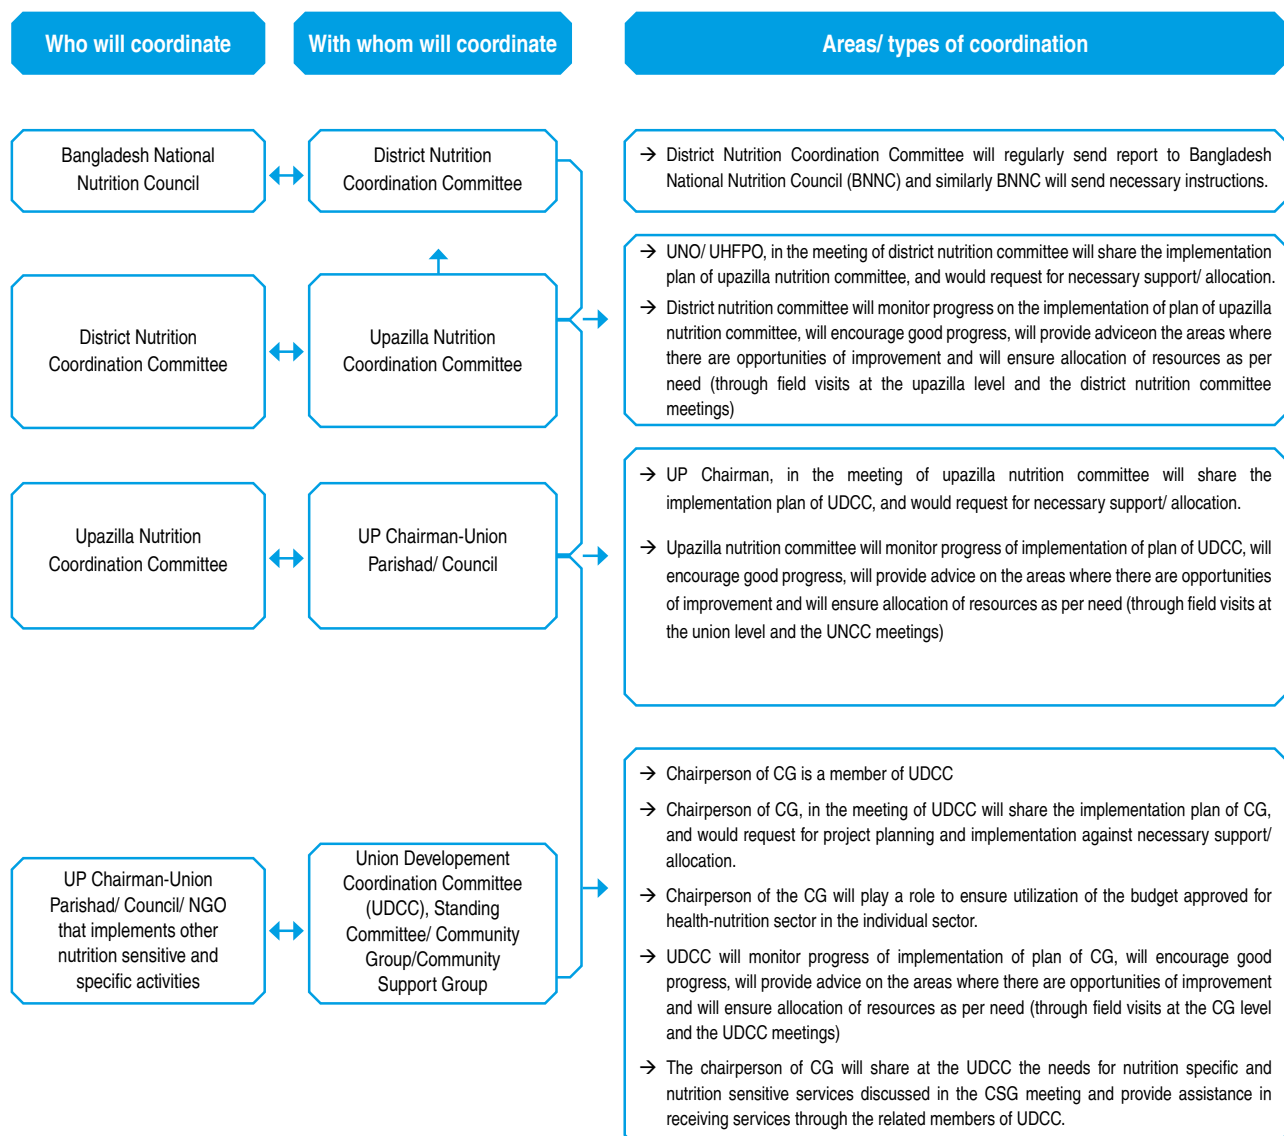 Who will coordinate
With whom will coordinate
Areas/ types of coordination
Bangladesh National
Nutrition Council
District Nutrition
Coordination Committee
→ District Nutrition Coordination Committee will regularly send report to Bangladesh
National Nutrition Council (BNNC) and similarly BNNC will send necessary instructions.
District Nutrition
Coordination Committee
Upazilla Nutrition
Coordination Committee
→ UNO/ UHFPO, in the meeting of district nutrition committee will share the implementation
plan of upazilla nutrition committee, and would request for necessary support/ allocation.
→ District nutrition committee will monitor progress on the implementation of plan of upazilla
nutrition committee, will encourage good progress, will provide adviceon the areas where
there are opportunities of improvement and will ensure allocation of resources as per
need (through field visits at the upazilla level and the district nutrition committee
meetings)
Upazilla Nutrition
Coordination Committee
UP Chairman-Union
Parishad/ Council
→ UP Chairman, in the meeting of upazilla nutrition committee will share the
implementation plan of UDCC, and would request for necessary support/ allocation.
→ Upazilla nutrition committee will monitor progress of implementation of plan of UDCC, will
encourage good progress, will provide advice on the areas where there are opportunities
of improvement and will ensure allocation of resources as per need (through field visits at
the union level and the UNCC meetings)
UP Chairman-Union
Parishad/ Council/ NGO
that implements other
nutrition sensitive and
specific activities
Union Developement
Coordination Committee
(UDCC), Standing
Committee/ Community
Group/Community
Support Group
→ Chairperson of CG is a member of UDCC
→ Chairperson of CG, in the meeting of UDCC will share the implementation plan of CG,
and would request for project planning and implementation against necessary support/
allocation.
→ Chairperson of the CG will play a role to ensure utilization of the budget approved for
health-nutrition sector in the individual sector.
→ UDCC will monitor progress of implementation of plan of CG, will encourage good
progress, will provide advice on the areas where there are opportunities of improvement
and will ensure allocation of resources as per need (through field visits at the CG level
and the UDCC meetings)
→ The chairperson of CG will share at the UDCC the needs for nutrition specific and
nutrition sensitive services discussed in the CSG meeting and provide assistance in
receiving services through the related members of UDCC.